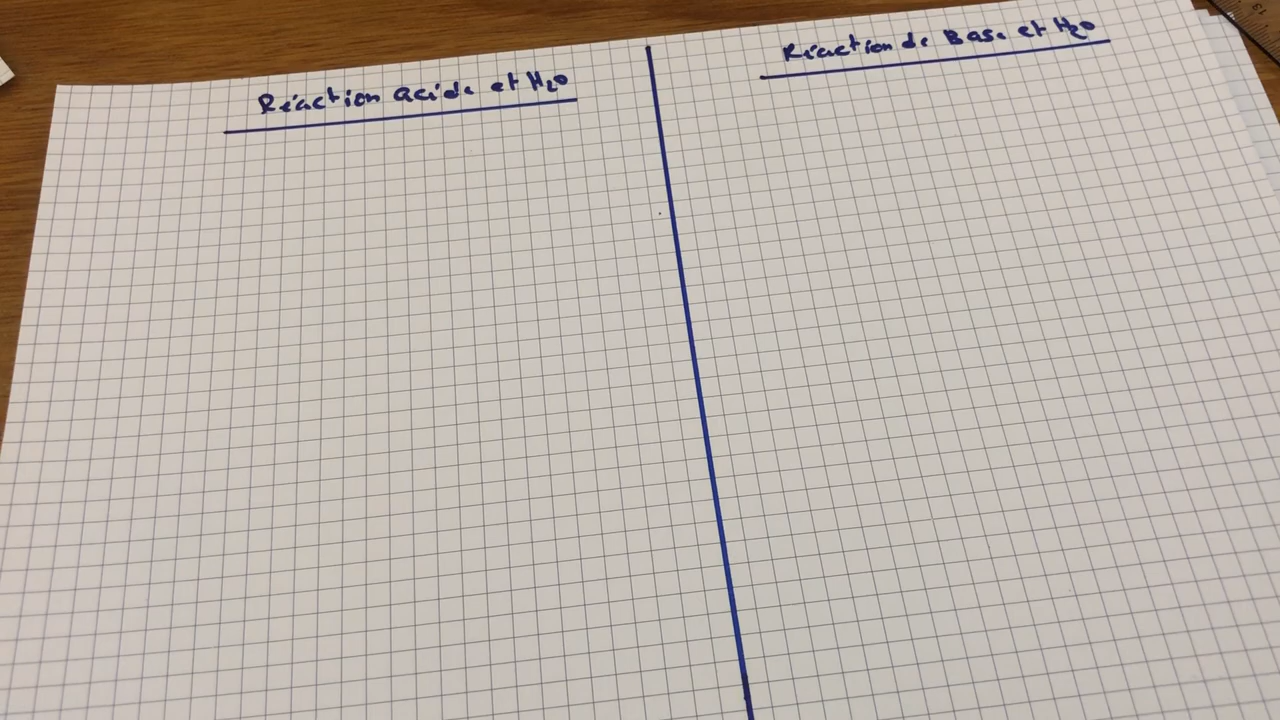 Réaction acide et H₂O
Réaction de Base et H₂O